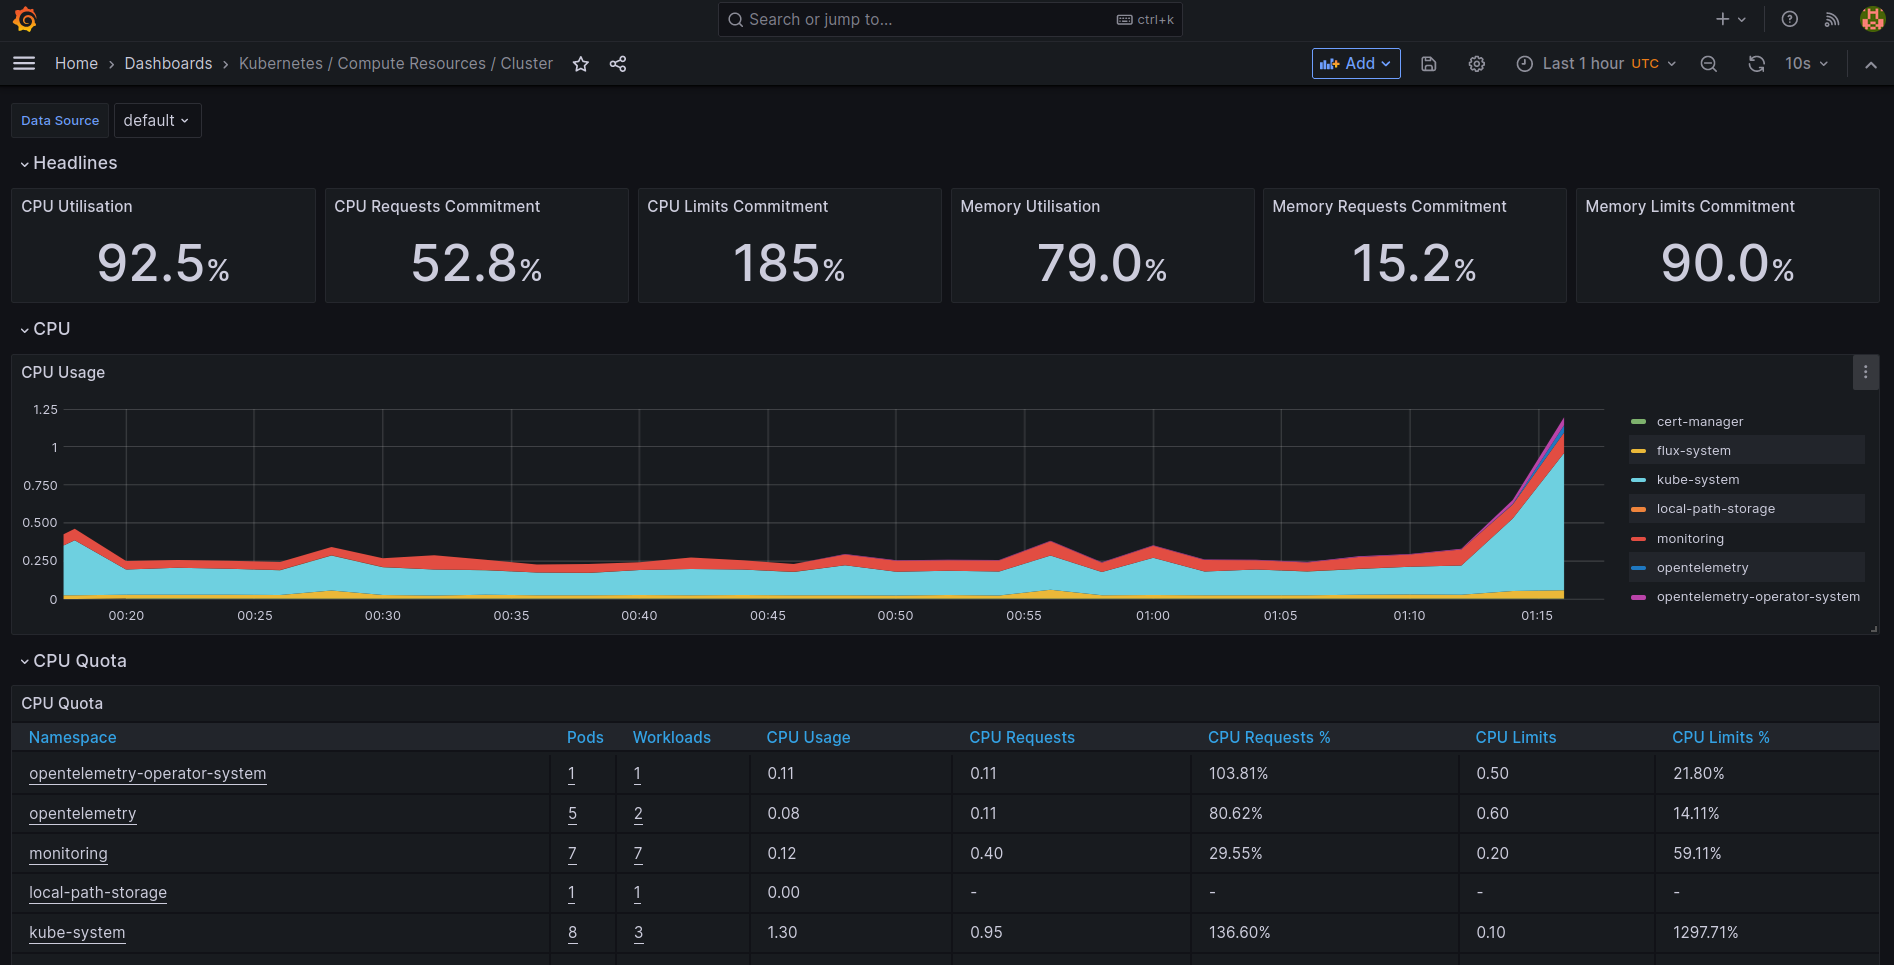 Search or jump to... ctrl+k
Home › Dashboards › Kubernetes / Compute Resources / Cluster Add Last 1 hour UTC 10s
Data Source default
Headlines
CPU Utilisation CPU Requests Commitment CPU Limits Commitment Memory Utilisation Memory Requests Commitment Memory Limits Commitment
92.5% 52.8% 185% 79.0% 15.2% 90.0%
CPU
CPU Usage
1.25
1
0.750
0.500
0.250
0
00:20 00:25 00:30 00:35 00:40 00:45 00:50 00:55 01:00 01:05 01:10 01:15
cert-manager
flux-system
kube-system
local-path-storage
monitoring
opentelemetry
opentelemetry-operator-system
CPU Quota
CPU Quota
Namespace Pods Workloads CPU Usage CPU Requests CPU Requests % CPU Limits CPU Limits %
opentelemetry-operator-system 1 1 0.11 0.11 103.81% 0.50 21.80%
opentelemetry 5 2 0.08 0.11 80.62% 0.60 14.11%
monitoring 7 7 0.12 0.40 29.55% 0.20 59.11%
local-path-storage 1 1 0.00 - - - -
kube-system 8 3 1.30 0.95 136.60% 0.10 1297.71%